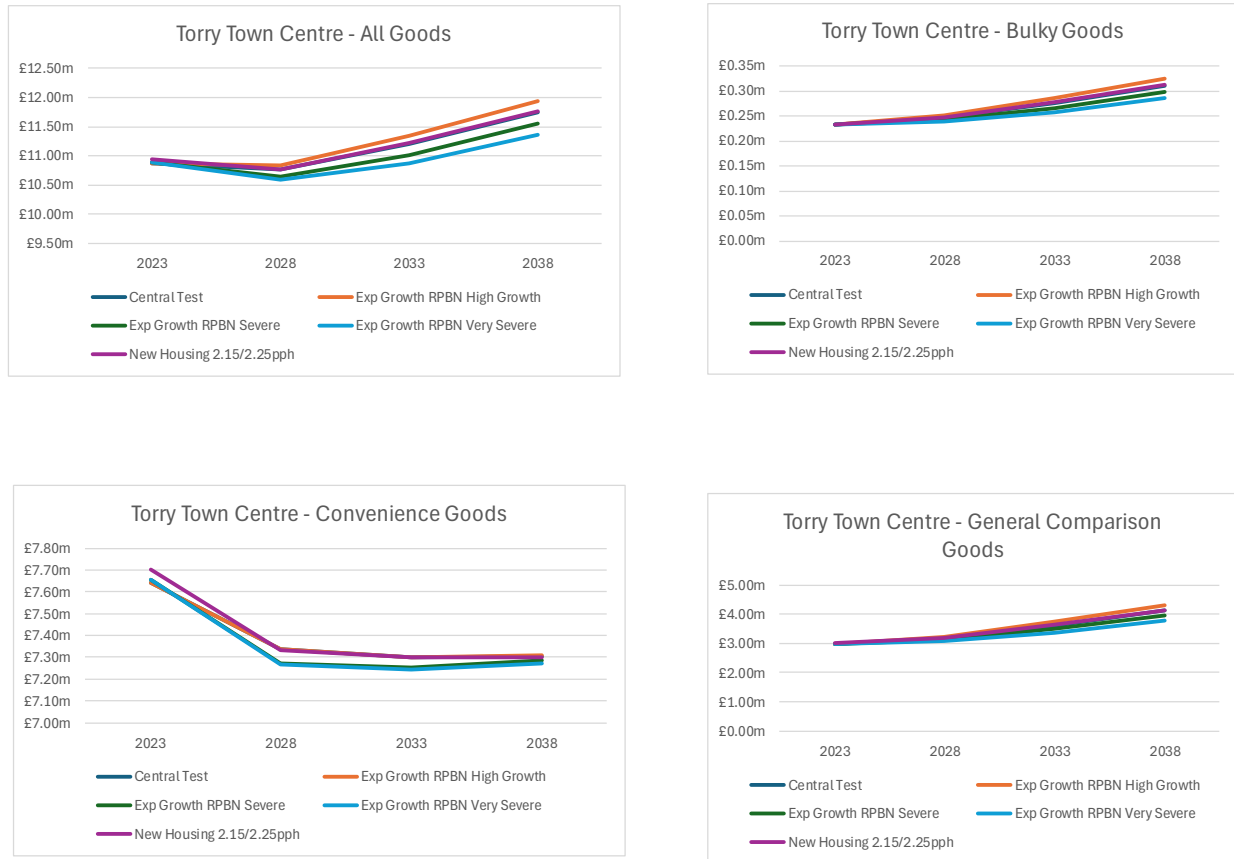 Torry Town Centre - All Goods
£12.50m
£12.00m
£11.50m
£11.00m
£10.50m
£10.00m
£9.50m
2023 2028 2033 2038
Central Test Exp Growth RPBN High Growth
Exp Growth RPBN Severe Exp Growth RPBN Very Severe
New Housing 2.15/2.25pph
Torry Town Centre - Bulky Goods
£0.35m
£0.30m
£0.25m
£0.20m
£0.15m
£0.10m
£0.05m
£0.00m
2023 2028 2033 2038
Central Test Exp Growth RPBN High Growth
Exp Growth RPBN Severe Exp Growth RPBN Very Severe
New Housing 2.15/2.25pph
Torry Town Centre - Convenience Goods
£7.80m
£7.70m
£7.60m
£7.50m
£7.40m
£7.30m
£7.20m
£7.10m
£7.00m
2023 2028 2033 2038
Central Test Exp Growth RPBN High Growth
Exp Growth RPBN Severe Exp Growth RPBN Very Severe
New Housing 2.15/2.25pph
Torry Town Centre - General Comparison
Goods
£5.00m
£4.00m
£3.00m
£2.00m
£1.00m
£0.00m
2023 2028 2033 2038
Central Test Exp Growth RPBN High Growth
Exp Growth RPBN Severe Exp Growth RPBN Very Severe
New Housing 2.15/2.25pph